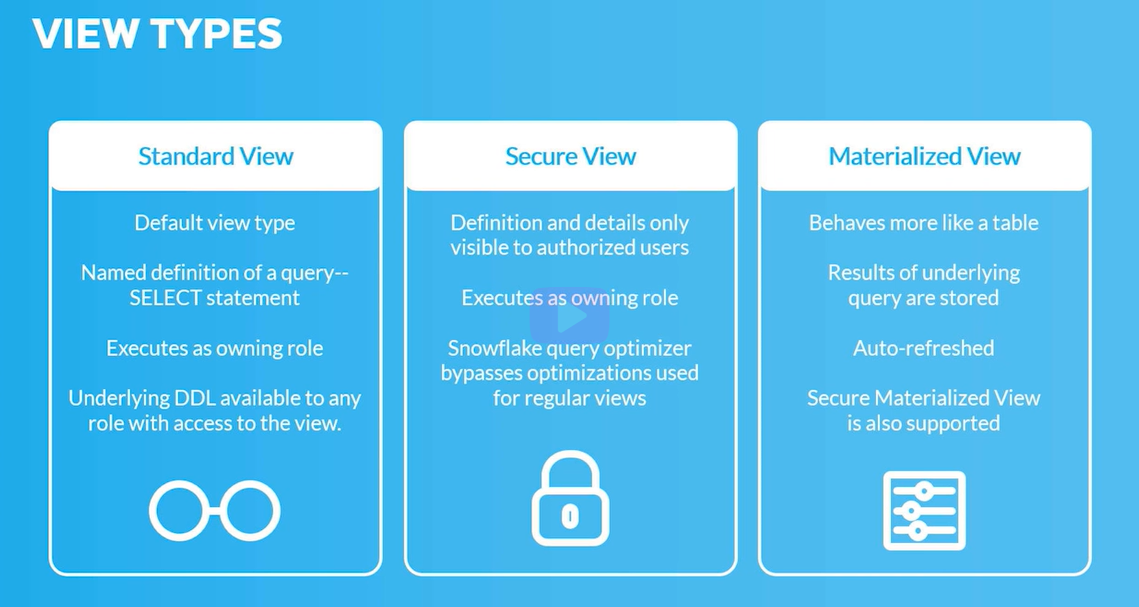 VIEW TYPES
Standard View
Default view type
Named definition of a query--
SELECT statement
Executes as owning role
Underlying DDL available to any
role with access to the view.
Secure View
Definition and details only
visible to authorized users
Executes as owning role
Snowflake query optimizer
bypasses optimizations used
for regular views
Materialized View
Behaves more like a table
Results of underlying
query are stored
Auto-refreshed
Secure Materialized View
is also supported